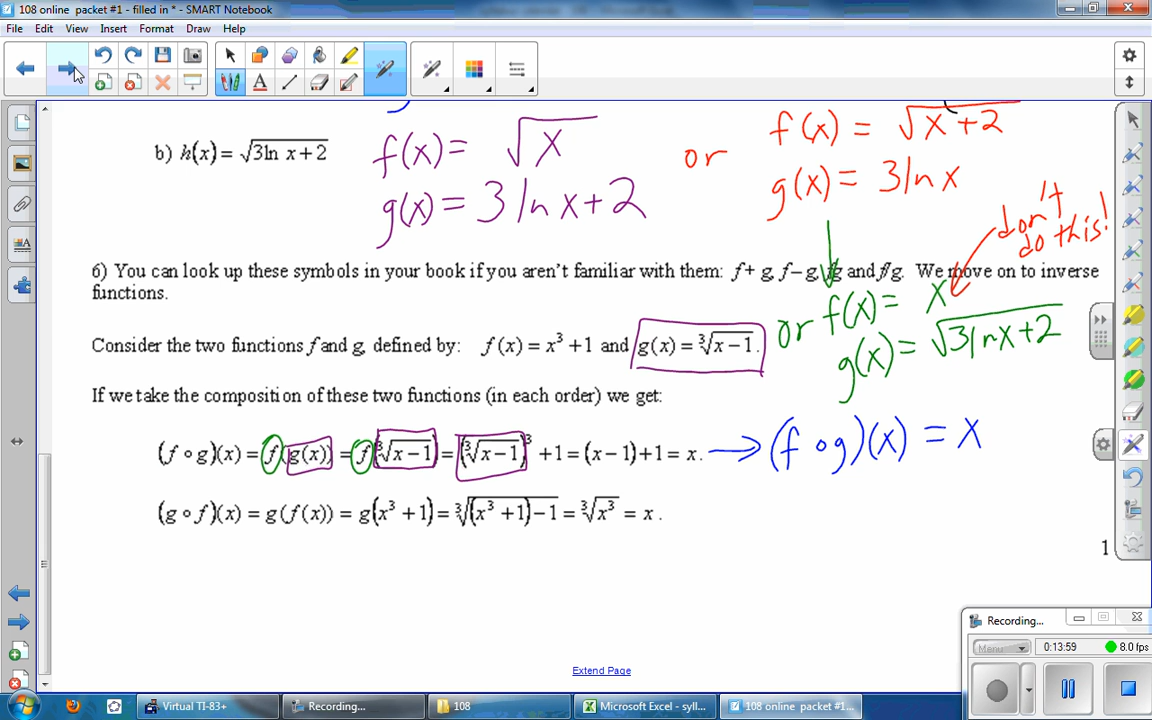 108 online packet #1 - filled in * - SMART Notebook
File Edit View Insert Format Draw Help
b) h(x) = √3ln x+2
f(x) = √x
g(x) = 3 ln x+2
or
f(x) = √x+2
g(x) = 3 ln x
don't
do this!
6) You can look up these symbols in your book if you aren't familiar with them: f+ g, f– g, fg and f/g. We move on to inverse
functions.
or f(x) = x
g(x) = √3 ln x+2
Consider the two functions f and g, defined by: f(x) = x³ +1 and g(x) = ∛x−1.
If we take the composition of these two functions (in each order) we get:
(f ∘ g)(x) = f(g(x)) = f(∛x−1) = (∛x−1)³ +1 = (x−1)+1 = x. → (f ∘ g)(x) = x
(g ∘ f)(x) = g(f(x)) = g(x³ +1) = ∛(x³ +1)−1 = ∛x³ = x .
1
Extend Page
Recording...
Menu
0:13:59
8.0 fps
Virtual TI-83+
Recording...
108
Microsoft Excel - syll...
108 online packet #1...